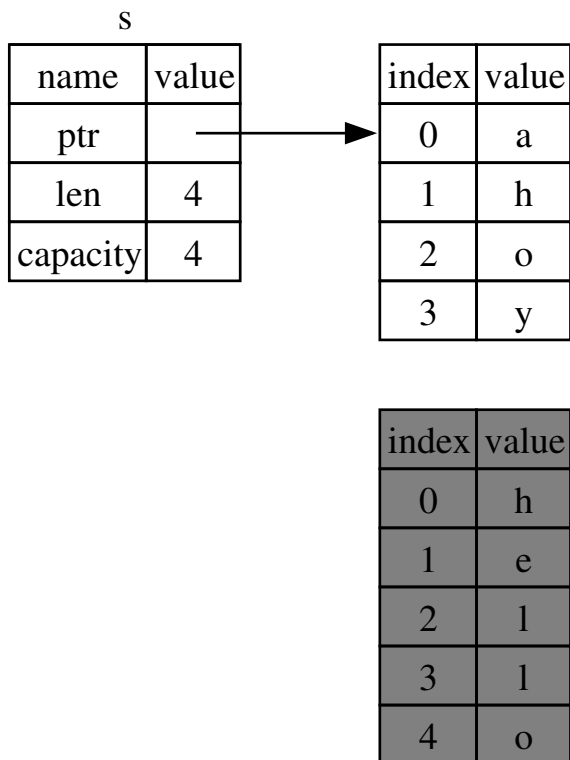 s
name value
ptr
len 4
capacity 4
index value
0 a
1 h
2 o
3 y
index value
0 h
1 e
2 l
3 l
4 o